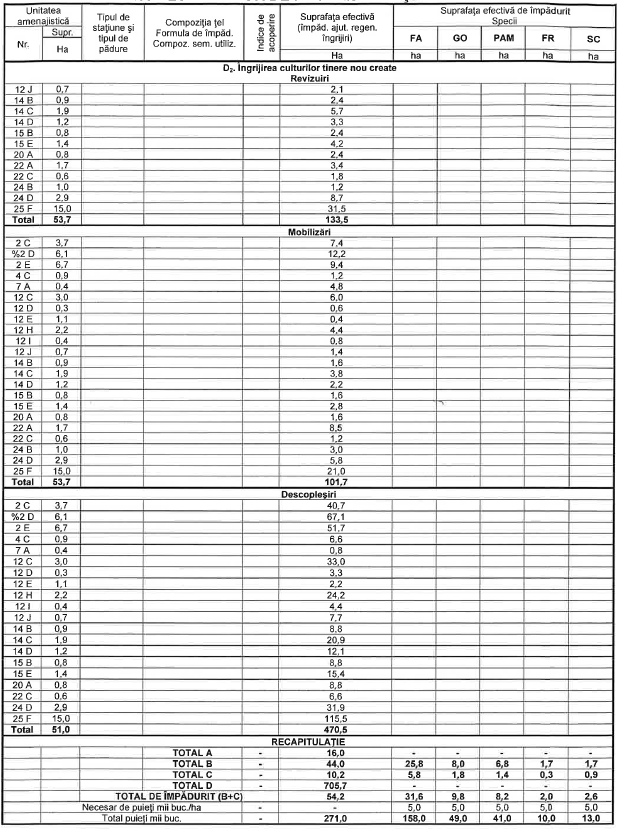 Unitatea amenajistică Tipul de stațiune și tipul de pădure Compoziția țel Formula de împăd. Compoz. sem. utiliz. Indice de acoperire Suprafața efectivă (împăd. ajut. regen. îngrijiri) Suprafața efectivă de împădurit Specii
Nr. Supr. FA GO PAM FR SC
Ha Ha ha ha ha ha ha
D₂. Îngrijirea culturilor tinere nou create
Revizuiri
12 J 0,7 2,1
14 B 0,9 2,4
14 C 1,9 5,7
14 D 1,2 3,3
15 B 0,8 2,4
15 E 1,4 4,2
20 A 0,8 2,4
22 A 1,7 3,4
22 C 0,6 1,8
24 B 1,0 1,2
24 D 2,9 8,7
25 F 15,0 31,5
Total 53,7 133,5
Mobilizări
2 C 3,7 7,4
%2 D 6,1 12,2
2 E 6,7 9,4
4 C 0,9 1,2
7 A 0,4 4,8
12 C 3,0 6,0
12 D 0,3 0,6
12 E 1,1 0,4
12 H 2,2 4,4
12 I 0,4 0,8
12 J 0,7 1,4
14 B 0,9 1,6
14 C 1,9 3,8
14 D 1,2 2,2
15 B 0,8 1,6
15 E 1,4 2,8
20 A 0,8 1,6
22 A 1,7 8,5
22 C 0,6 1,2
24 B 1,0 3,0
24 D 2,9 5,8
25 F 15,0 21,0
Total 53,7 101,7
Descopleșiri
2 C 3,7 40,7
%2 D 6,1 67,1
2 E 6,7 51,7
4 C 0,9 6,6
7 A 0,4 0,8
12 C 3,0 33,0
12 D 0,3 3,3
12 E 1,1 2,2
12 H 2,2 24,2
12 I 0,4 4,4
12 J 0,7 7,7
14 B 0,9 8,8
14 C 1,9 20,9
14 D 1,2 12,1
15 B 0,8 8,8
15 E 1,4 15,4
20 A 0,8 8,8
22 C 0,6 6,6
24 D 2,9 31,9
25 F 15,0 115,5
Total 51,0 470,5
RECAPITULAȚIE
TOTAL A - 16,0 - - - - -
TOTAL B - 44,0 25,8 8,0 6,8 1,7 1,7
TOTAL C - 10,2 5,8 1,8 1,4 0,3 0,9
TOTAL D - 705,7 - - - - -
TOTAL DE ÎMPĂDURIT (B+C) - 54,2 31,6 9,8 8,2 2,0 2,6
Necesar de puieți mii buc./ha - - 5,0 5,0 5,0 5,0 5,0
Total puieți mii buc. - 271,0 158,0 49,0 41,0 10,0 13,0